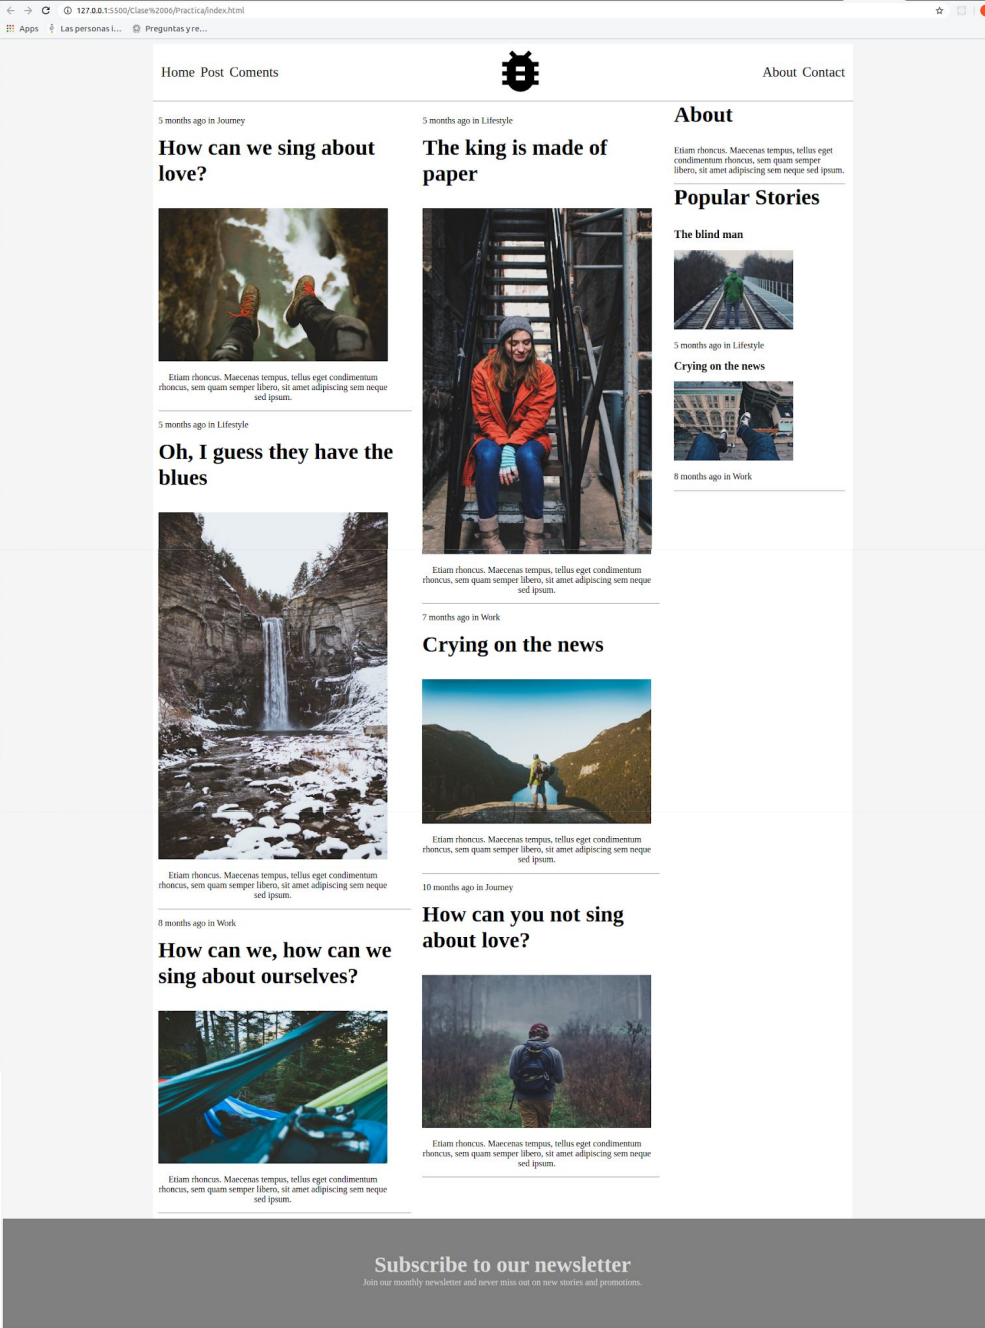 127.0.0.1:5500/Clase%2006/Practica/index.html
Apps
Las personas i...
Preguntas y re...
Home Post Coments
About Contact
5 months ago in Journey
How can we sing about
love?
Etiam rhoncus. Maecenas tempus, tellus eget condimentum
rhoncus, sem quam semper libero, sit amet adipiscing sem neque
sed ipsum.
5 months ago in Lifestyle
Oh, I guess they have the
blues
Etiam rhoncus. Maecenas tempus, tellus eget condimentum
rhoncus, sem quam semper libero, sit amet adipiscing sem neque
sed ipsum.
8 months ago in Work
How can we, how can we
sing about ourselves?
Etiam rhoncus. Maecenas tempus, tellus eget condimentum
rhoncus, sem quam semper libero, sit amet adipiscing sem neque
sed ipsum.
5 months ago in Lifestyle
The king is made of
paper
Etiam rhoncus. Maecenas tempus, tellus eget condimentum
rhoncus, sem quam semper libero, sit amet adipiscing sem neque
sed ipsum.
7 months ago in Work
Crying on the news
Etiam rhoncus. Maecenas tempus, tellus eget condimentum
rhoncus, sem quam semper libero, sit amet adipiscing sem neque
sed ipsum.
10 months ago in Journey
How can you not sing
about love?
Etiam rhoncus. Maecenas tempus, tellus eget condimentum
rhoncus, sem quam semper libero, sit amet adipiscing sem neque
sed ipsum.
About
Etiam rhoncus. Maecenas tempus, tellus eget
condimentum rhoncus, sem quam semper
libero, sit amet adipiscing sem neque sed ipsum.
Popular Stories
The blind man
5 months ago in Lifestyle
Crying on the news
8 months ago in Work
Subscribe to our newsletter
Join our monthly newsletter and never miss out on new stories and promotions.